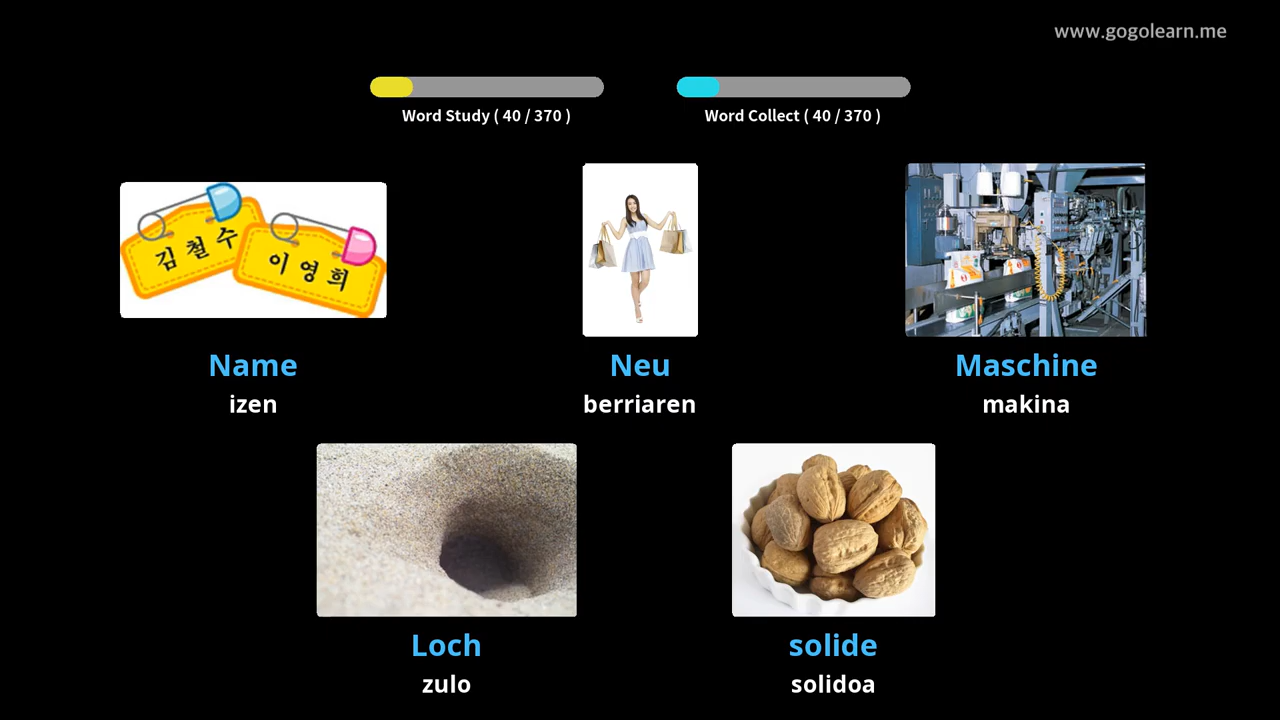 www.gogolearn.me
Word Study ( 40 / 370 )
Word Collect ( 40 / 370 )
김철수
이영희
Name
izen
Neu
berriaren
Maschine
makina
Loch
zulo
solide
solidoa